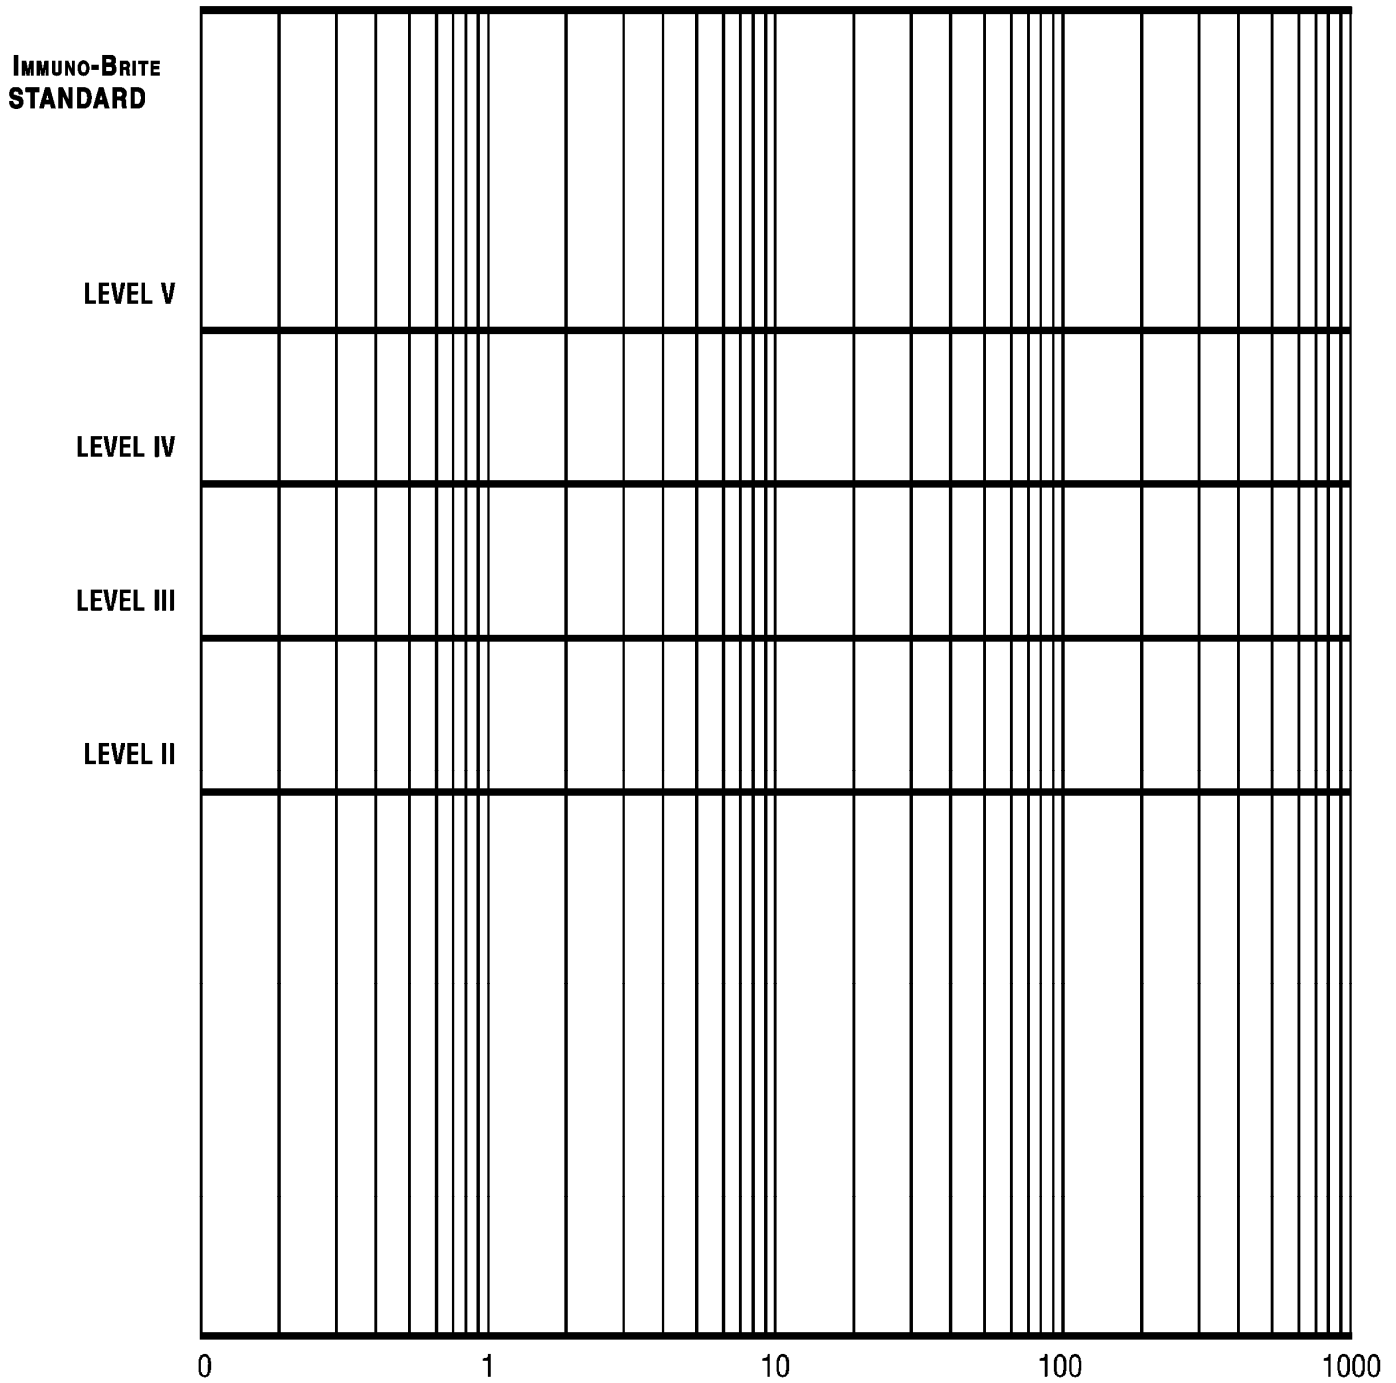 IMMUNO-BRITE
STANDARD
LEVEL V
LEVEL IV
LEVEL III
LEVEL II
0 1 10 100 1000